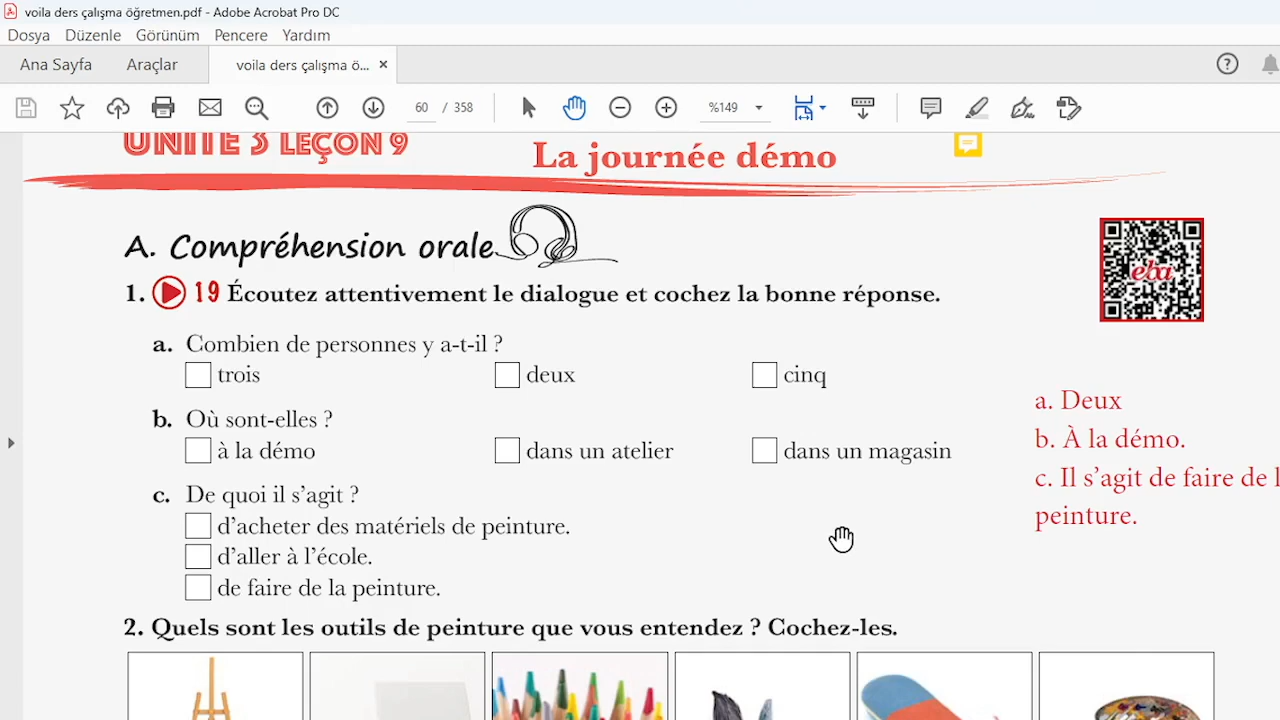 voila ders çalışma öğretmen.pdf - Adobe Acrobat Pro DC
Dosya Düzenle Görünüm Pencere Yardım
Ana Sayfa Araçlar voila ders çalışma ö... ×
60 / 358 %149
UNITE 3 LEÇON 9
La journée démo
A. Compréhension orale
eba
1. 19 Écoutez attentivement le dialogue et cochez la bonne réponse.
a. Combien de personnes y a-t-il ?
trois deux cinq
b. Où sont-elles ?
à la démo dans un atelier dans un magasin
c. De quoi il s’agit ?
d’acheter des matériels de peinture.
d’aller à l’école.
de faire de la peinture.
a. Deux
b. À la démo.
c. Il s’agit de faire de l
peinture.
2. Quels sont les outils de peinture que vous entendez ? Cochez-les.